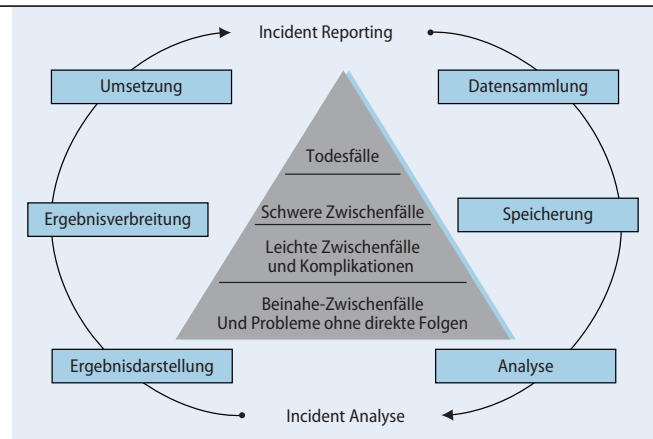 Incident Reporting
Umsetzung
Datensammlung
Todesfälle
Ergebnisverbreitung
Schwere Zwischenfälle
Speicherung
Leichte Zwischenfälle
und Komplikationen
Beinahe-Zwischenfälle
Und Probleme ohne direkte Folgen
Ergebnisdarstellung
Analyse
Incident Analyse